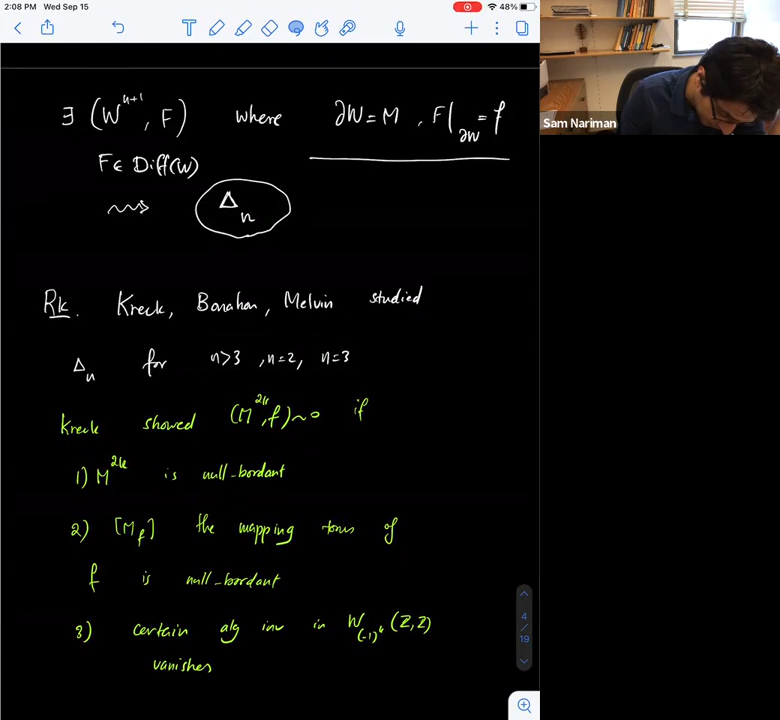 2:08 PM Wed Sep 15
48%
∃ (W^{n+1}, F) where ∂W = M , F|_{∂W} = f
F ∈ Diff(W)
⇝ Δ_n
Rk. Kreck, Bonahon, Melvin studied
Δ_n for n>3 , n=2, n=3
Kreck showed (M^{2k}, f) ~ 0 if
1) M^{2k} is null-bordant
2) [M_f] the mapping torus of
f is null-bordant
3) certain alg inv in W_{(-1)^k} (Z, Z)
vanishes
4
/
19
Sam Nariman